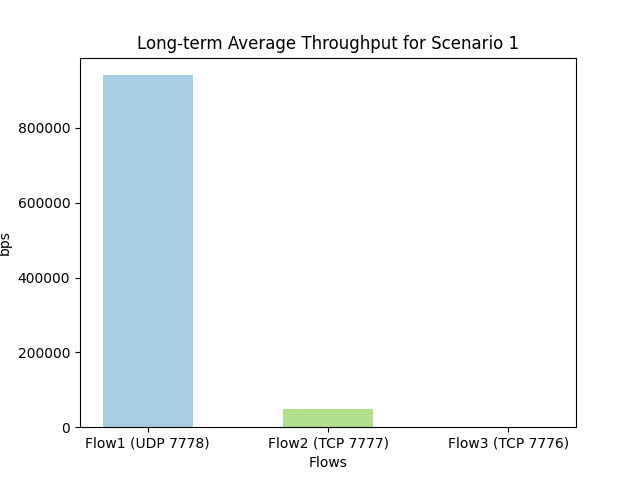 Long-term Average Throughput for Scenario 1
bps
800000
600000
400000
200000
0
Flow1 (UDP 7778) Flow2 (TCP 7777) Flow3 (TCP 7776)
Flows